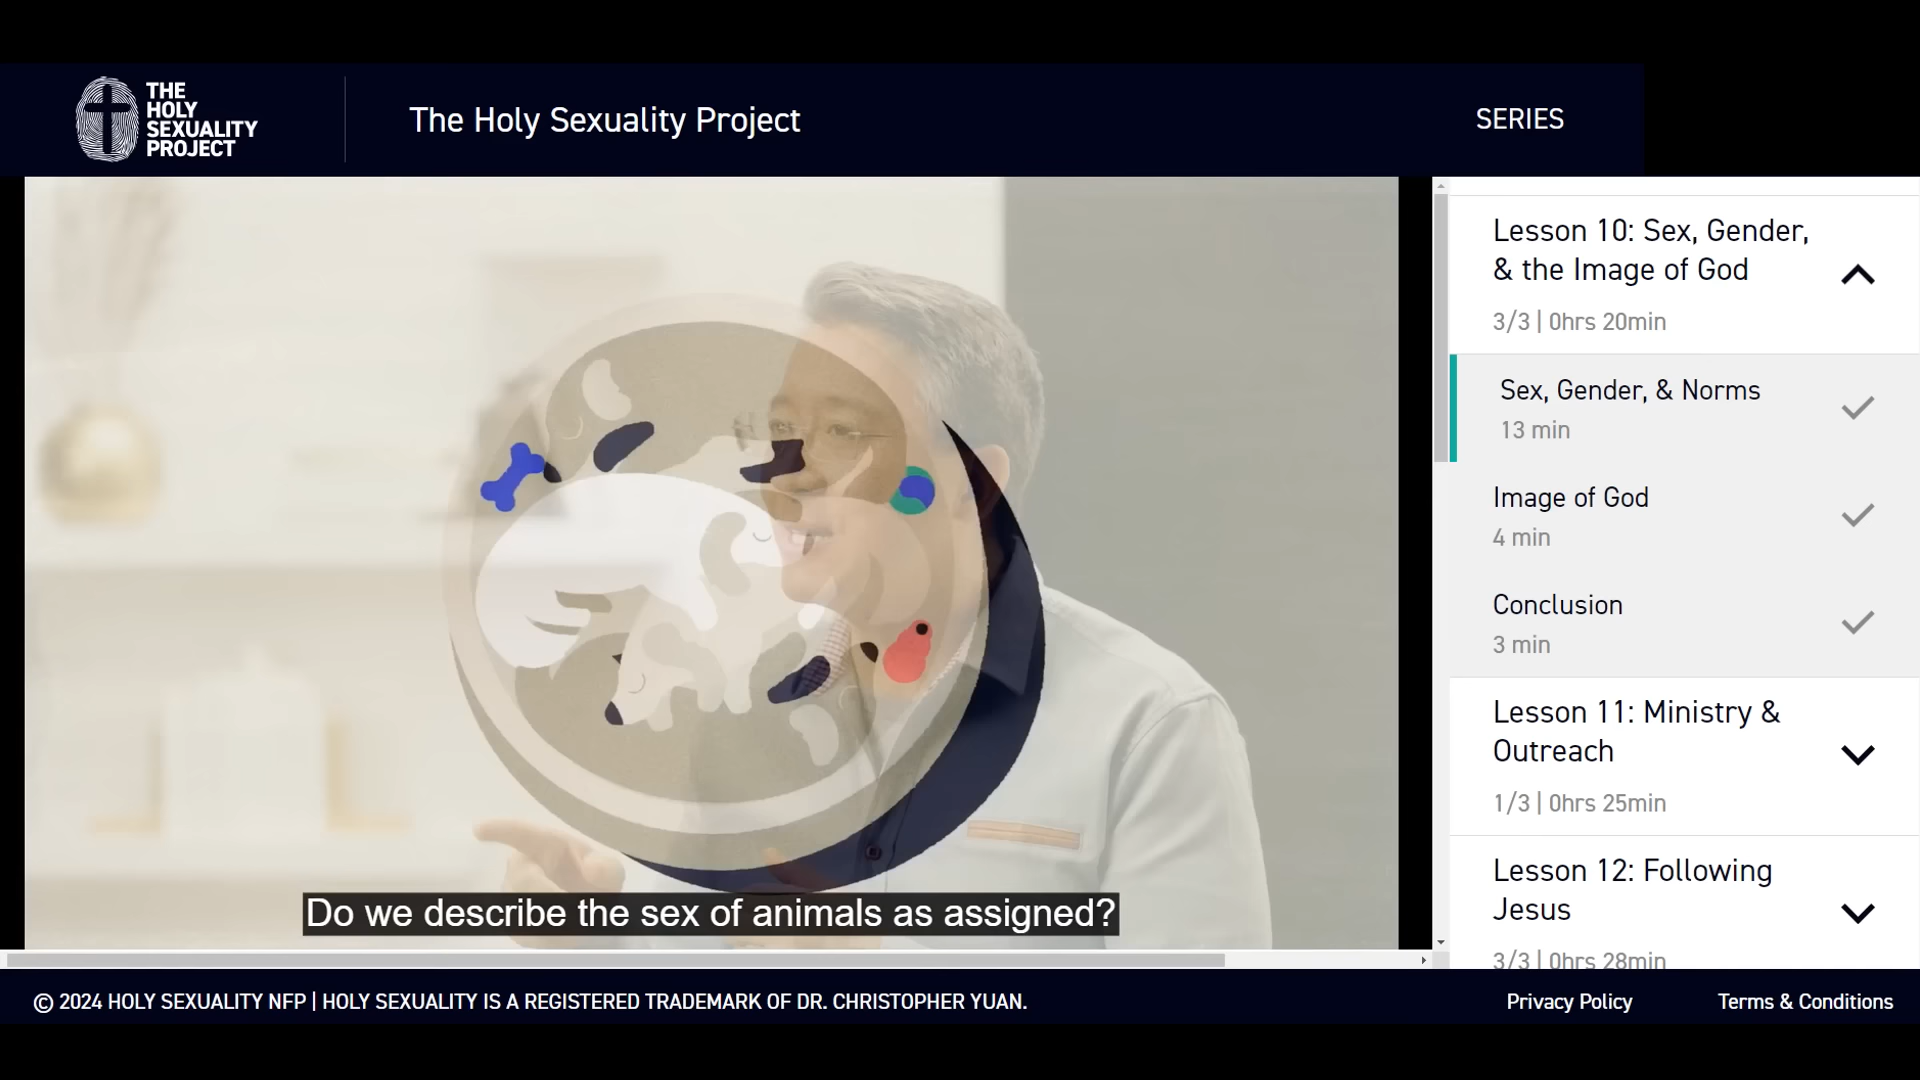 THE
HOLY
SEXUALITY
PROJECT
The Holy Sexuality Project
SERIES
Do we describe the sex of animals as assigned?
Lesson 10: Sex, Gender,
& the Image of God
3/3 | 0hrs 20min
Sex, Gender, & Norms
13 min
Image of God
4 min
Conclusion
3 min
Lesson 11: Ministry &
Outreach
1/3 | 0hrs 25min
Lesson 12: Following
Jesus
3/3 | 0hrs 28min
© 2024 HOLY SEXUALITY NFP | HOLY SEXUALITY IS A REGISTERED TRADEMARK OF DR. CHRISTOPHER YUAN.
Privacy Policy
Terms & Conditions